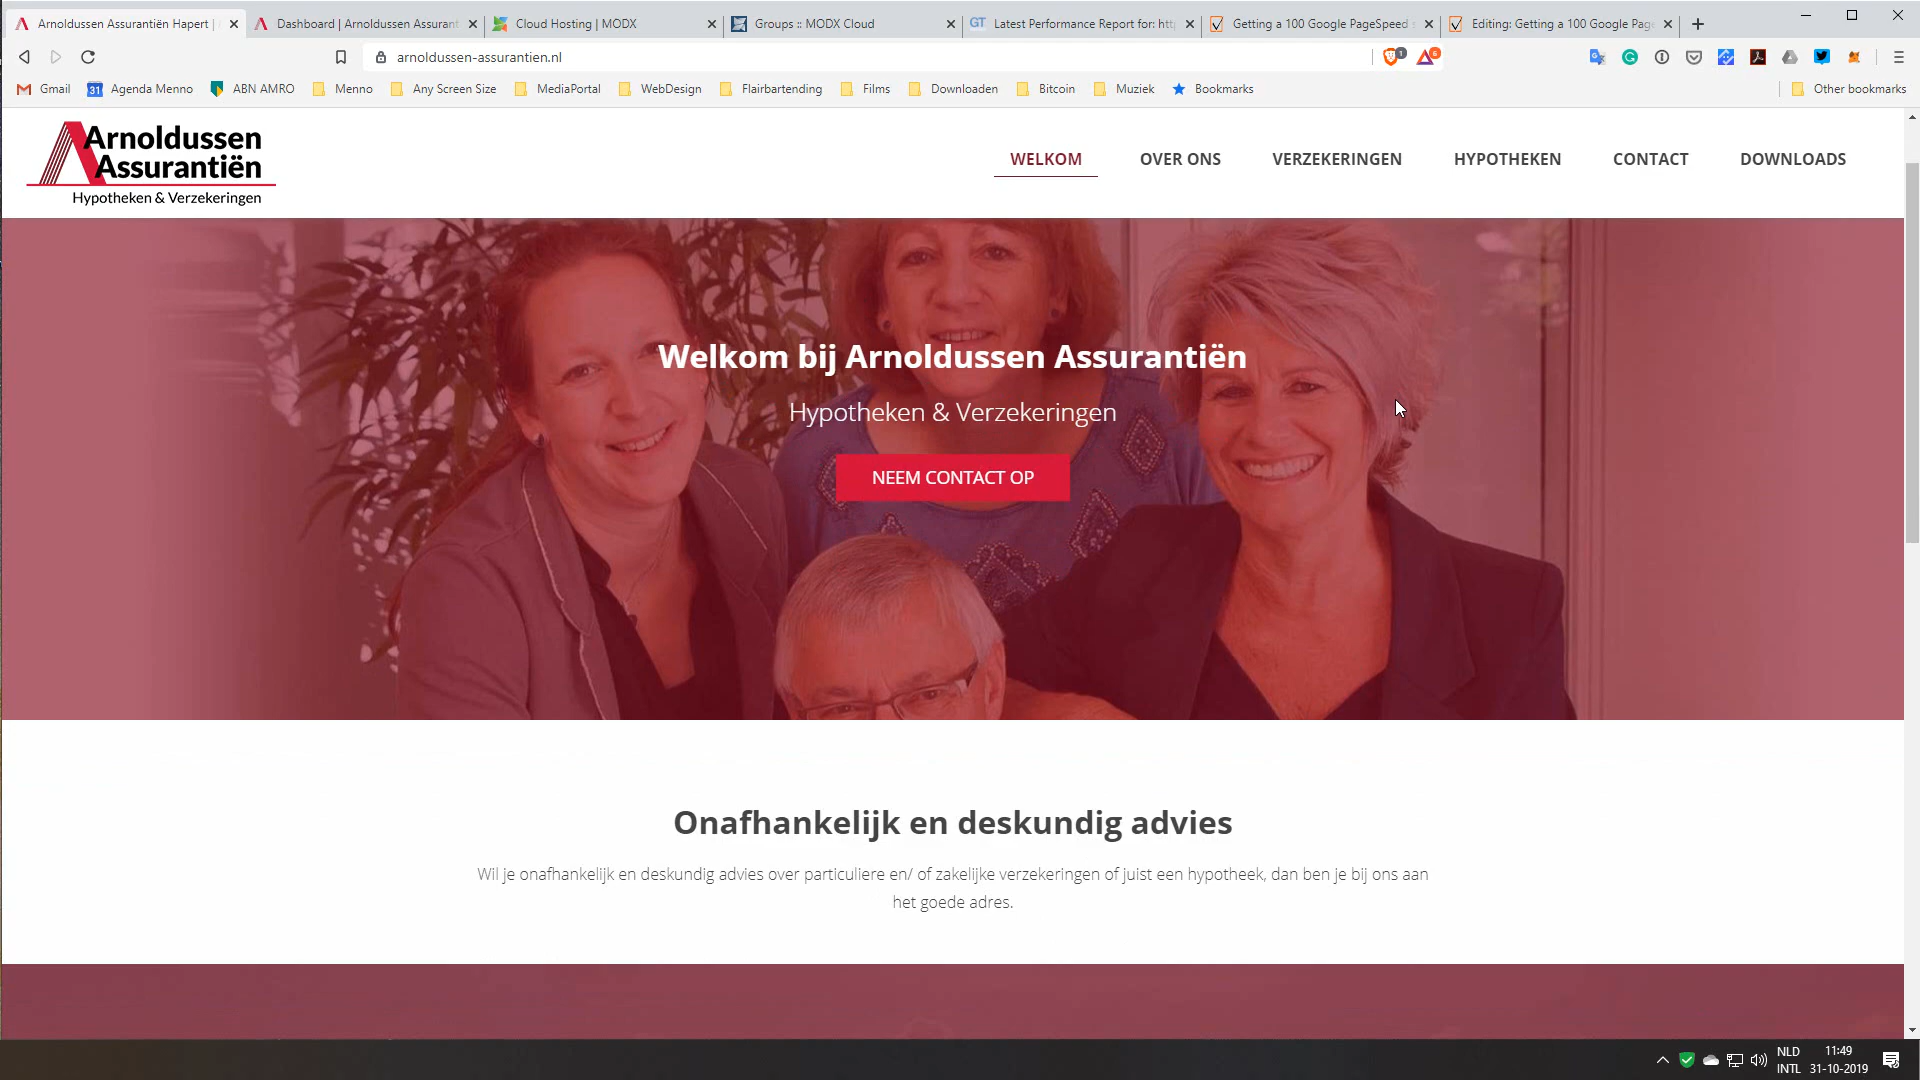 Arnoldussen Assurantiën Hapert |
Dashboard | Arnoldussen Assurant
Cloud Hosting | MODX
Groups :: MODX Cloud
GT Latest Performance Report for: htt
Getting a 100 Google PageSpeed
Editing: Getting a 100 Google Pag
arnoldussen-assurantien.nl
1
6
Gmail
31 Agenda Menno
ABN AMRO
Menno
Any Screen Size
MediaPortal
WebDesign
Flairbartending
Films
Downloaden
Bitcoin
Muziek
Bookmarks
Other bookmarks
Arnoldussen
Assurantiën
Hypotheken & Verzekeringen
WELKOM
OVER ONS
VERZEKERINGEN
HYPOTHEKEN
CONTACT
DOWNLOADS
Welkom bij Arnoldussen Assurantiën
Hypotheken & Verzekeringen
NEEM CONTACT OP
Onafhankelijk en deskundig advies
Wil je onafhankelijk en deskundig advies over particuliere en/ of zakelijke verzekeringen of juist een hypotheek, dan ben je bij ons aan
het goede adres.
NLD
INTL
11:49
31-10-2019